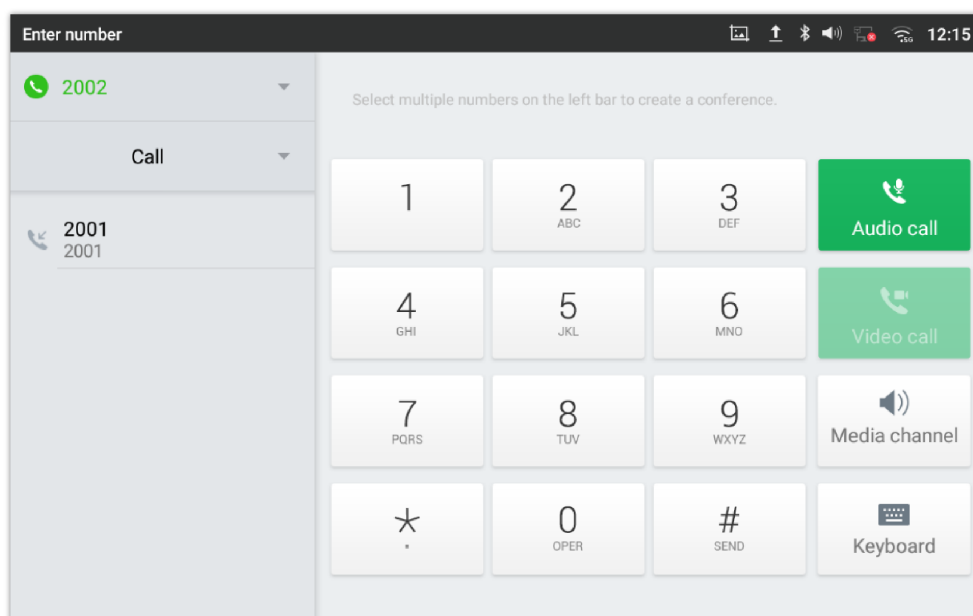 Enter number
5G
12:15
2002
Call
2001
2001
Select multiple numbers on the left bar to create a conference.
1
2
ABC
3
DEF
Audio call
4
GHI
5
JKL
6
MNO
Video call
7
PQRS
8
TUV
9
WXYZ
Media channel
*
.
0
OPER
#
SEND
Keyboard